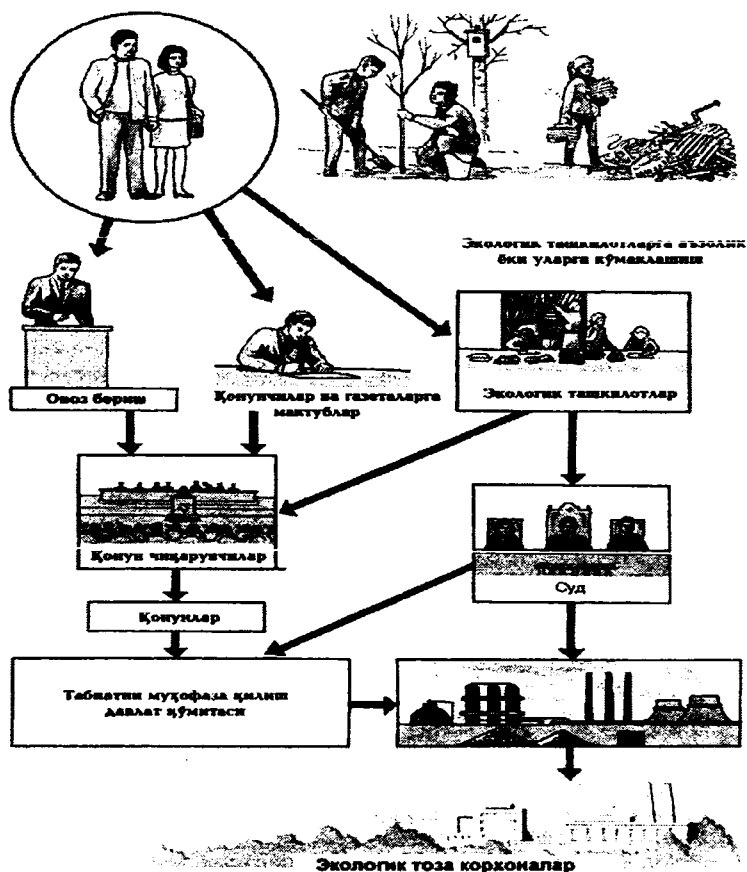 Экологик ташкилотларга аъзолик
ёки уларга кўмаклашиш
Овоз бериш
Қонунчилар ва газеталарга
мактублар
Экологик ташкилотлар
Қонун чиқарувчилар
Суд
Қонунлар
Табиатни муҳофаза қилиш
давлат қўмитаси
Экологик тоза корхоналар